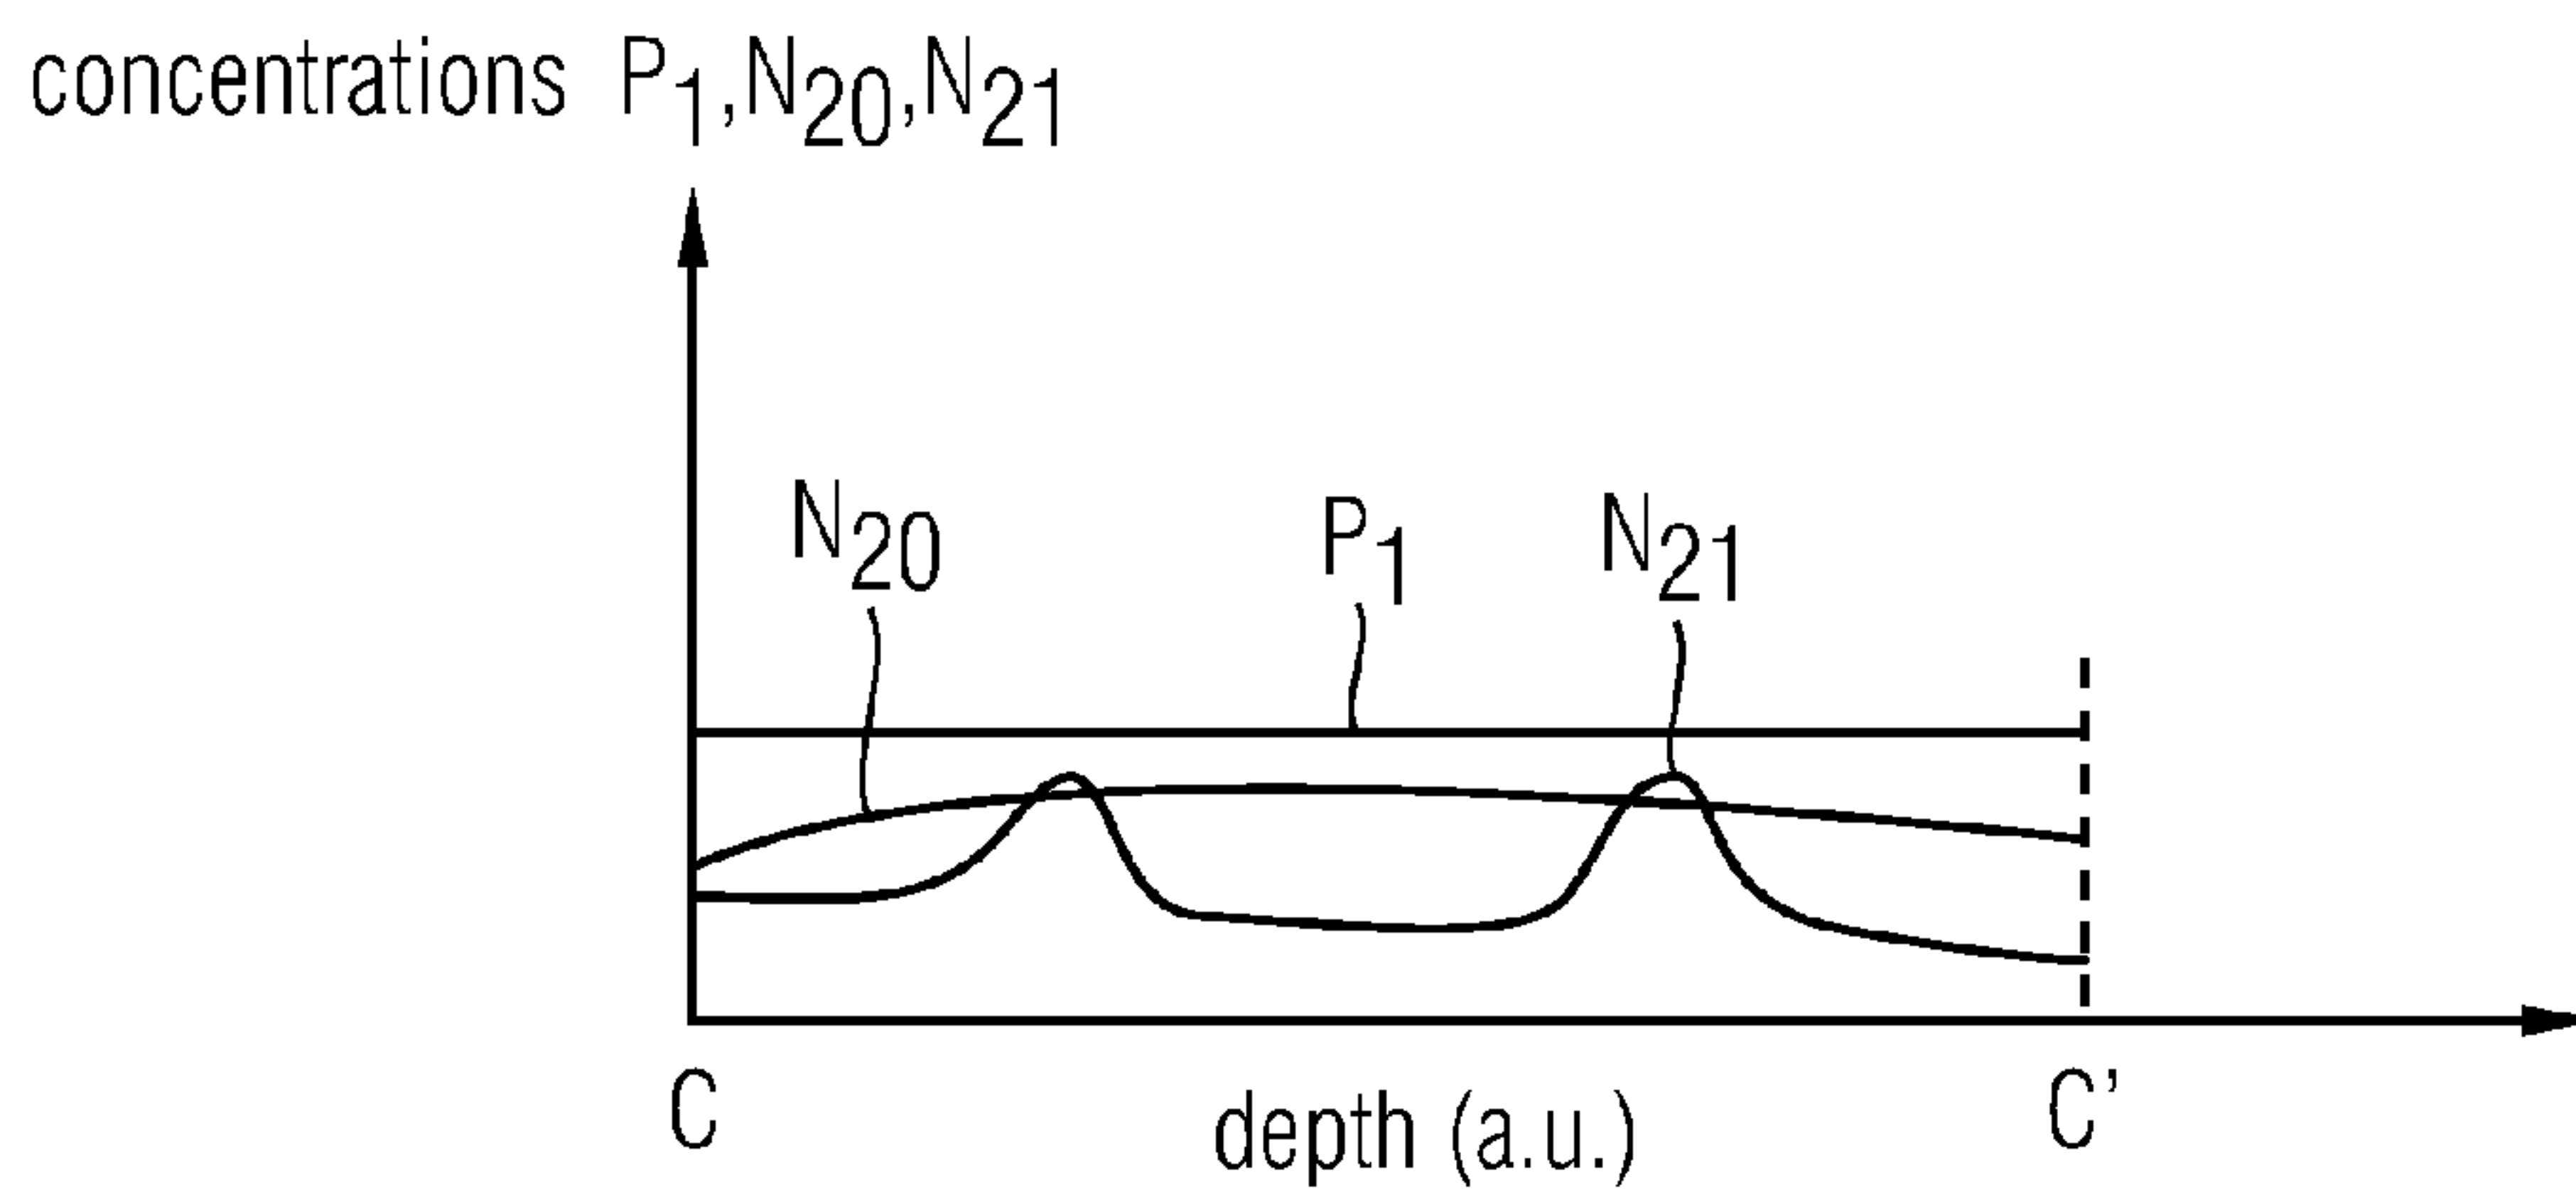 concentrations P₁,N₂₀,N₂₁
N₂₀ P₁ N₂₁
C depth (a.u.) C'